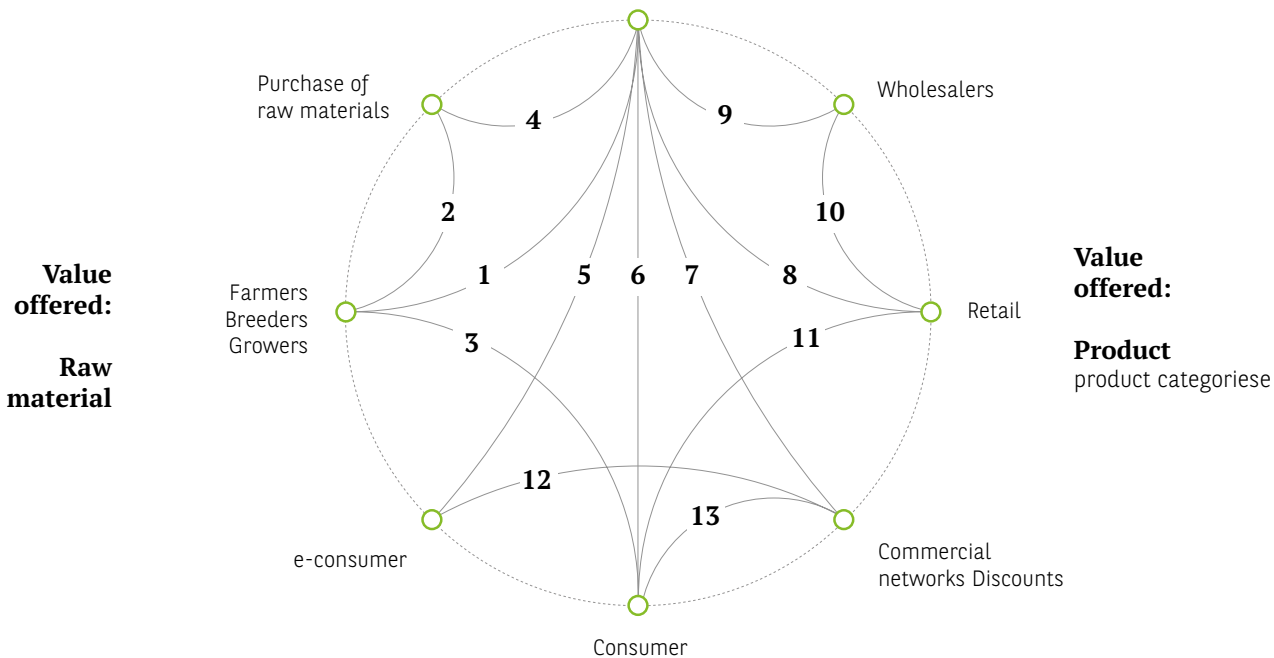 Purchase of
raw materials
Wholesalers
4
9
2
10
Value
offered:
Raw
material
Farmers
Breeders
Growers
1
5
6
7
8
3
11
Retail
Value
offered:
Product
product categoriese
12
13
e-consumer
Commercial
networks Discounts
Consumer